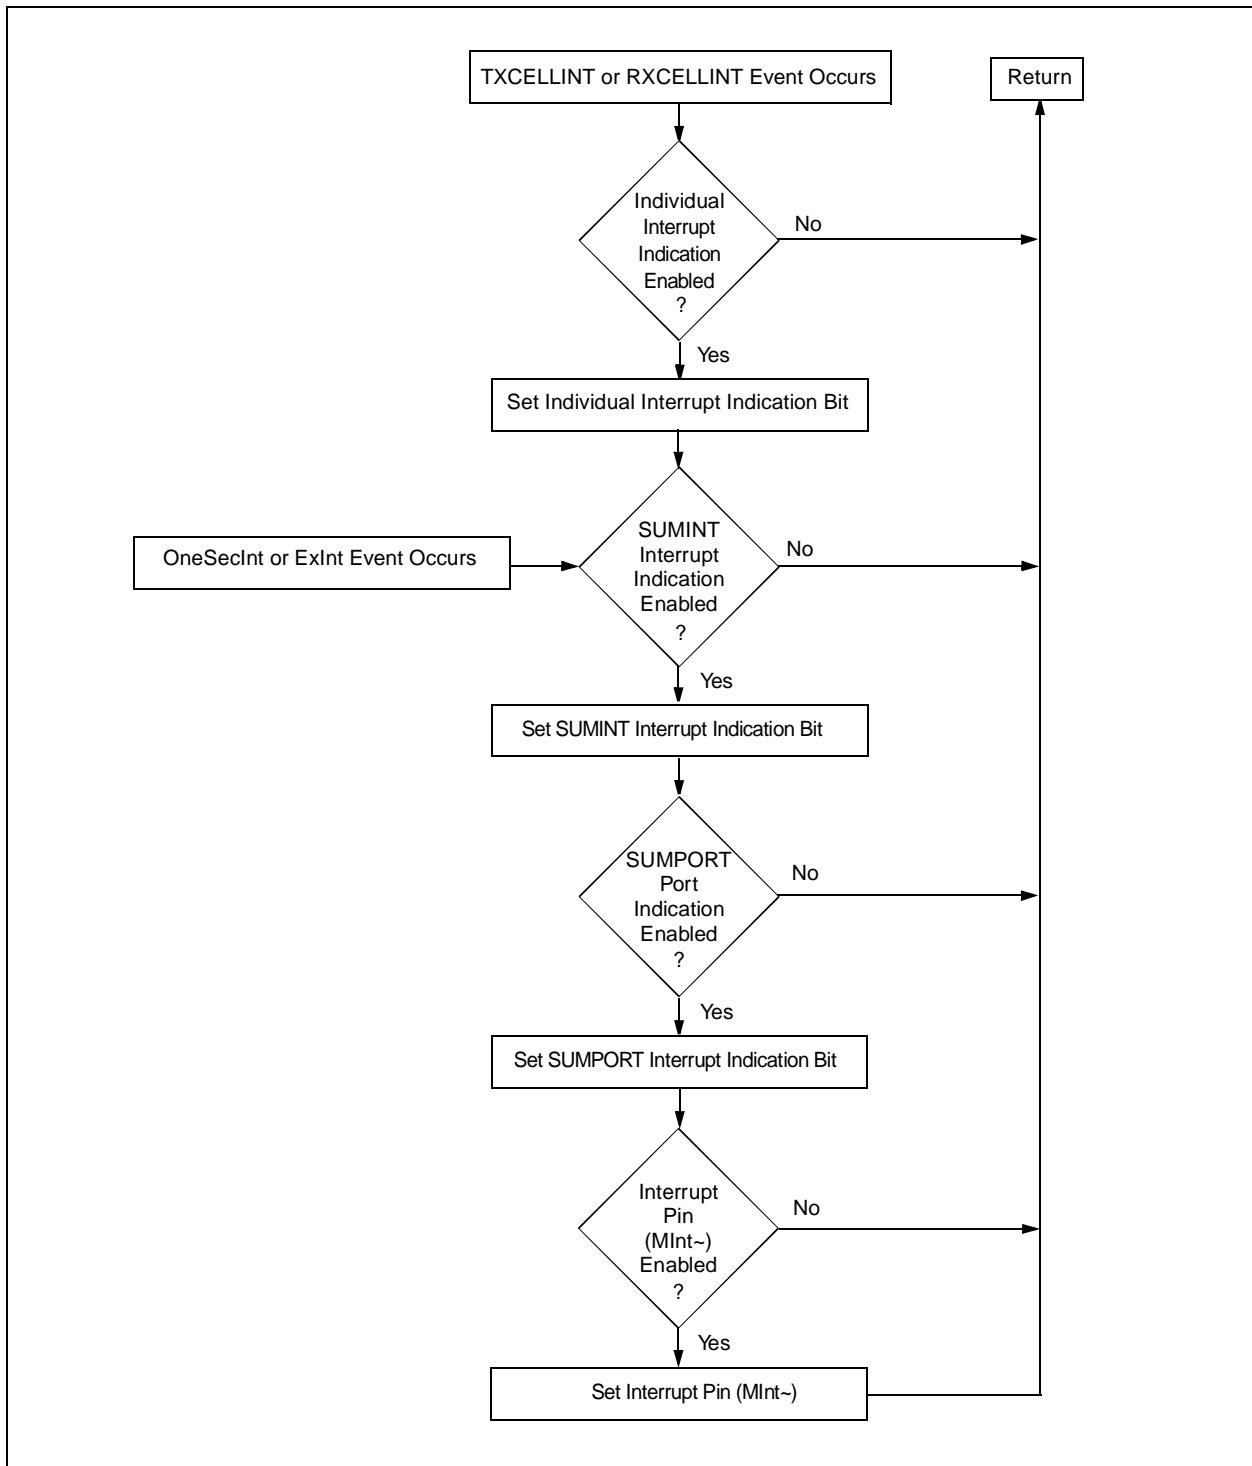 TXCELLINT or RXCELLINT Event Occurs
Return
Individual
Interrupt
Indication
Enabled
?
No
Yes
Set Individual Interrupt Indication Bit
OneSecInt or ExInt Event Occurs
SUMINT
Interrupt
Indication
Enabled
?
No
Yes
Set SUMINT Interrupt Indication Bit
SUMPORT
Port
Indication
Enabled
?
No
Yes
Set SUMPORT Interrupt Indication Bit
Interrupt
Pin
(MInt~)
Enabled
?
No
Yes
Set Interrupt Pin (MInt~)